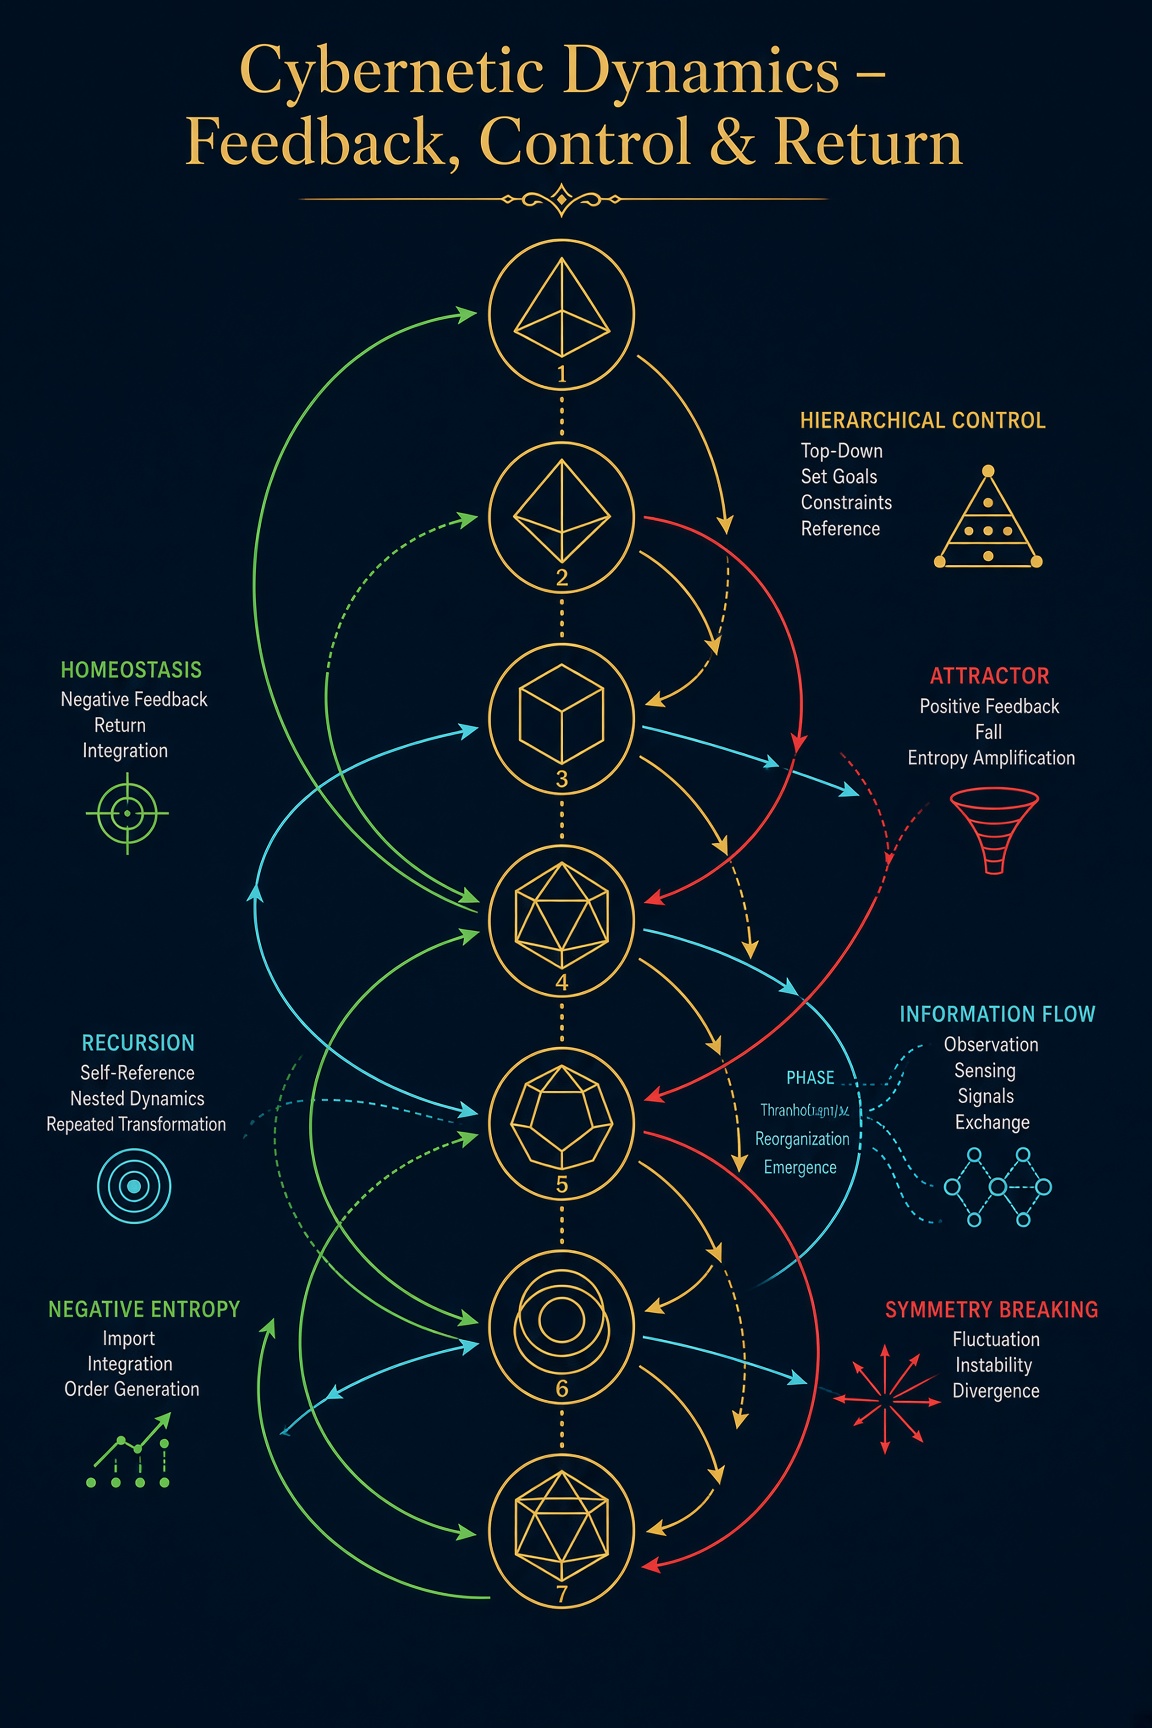 Cybernetic Dynamics –
Feedback, Control & Return
1
HIERARCHICAL CONTROL
Top-Down
Set Goals
Constraints
Reference
2
HOMEOSTASIS
Negative Feedback
Return
Integration
ATTRACTOR
Positive Feedback
Fall
Entropy Amplification
3
4
RECURSION
Self-Reference
Nested Dynamics
Repeated Transformation
INFORMATION FLOW
Observation
Sensing
Signals
Exchange
PHASE
Reorganization
Emergence
5
NEGATIVE ENTROPY
Import
Integration
Order Generation
SYMMETRY BREAKING
Fluctuation
Instability
Divergence
6
7